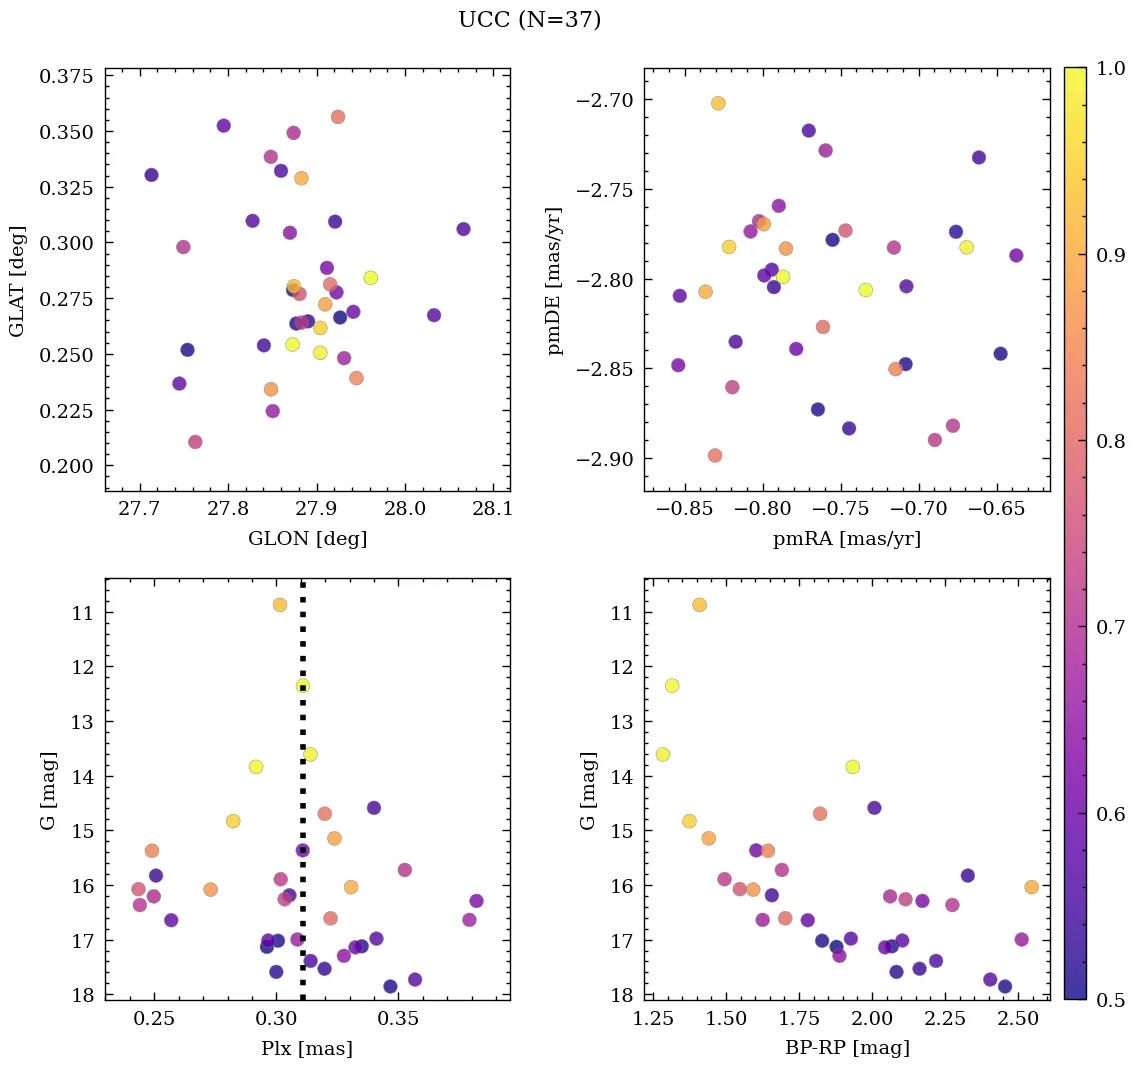 UCC (N=37)
0.375
0.350
0.325
0.300
0.275
0.250
0.225
0.200
GLAT [deg]
27.7 27.8 27.9 28.0 28.1
GLON [deg]
−2.70
−2.75
−2.80
−2.85
−2.90
pmDE [mas/yr]
−0.85 −0.80 −0.75 −0.70 −0.65
pmRA [mas/yr]
11
12
13
14
15
16
17
18
G [mag]
0.25 0.30 0.35
Plx [mas]
11
12
13
14
15
16
17
18
G [mag]
1.25 1.50 1.75 2.00 2.25 2.50
BP-RP [mag]
1.0
0.9
0.8
0.7
0.6
0.5